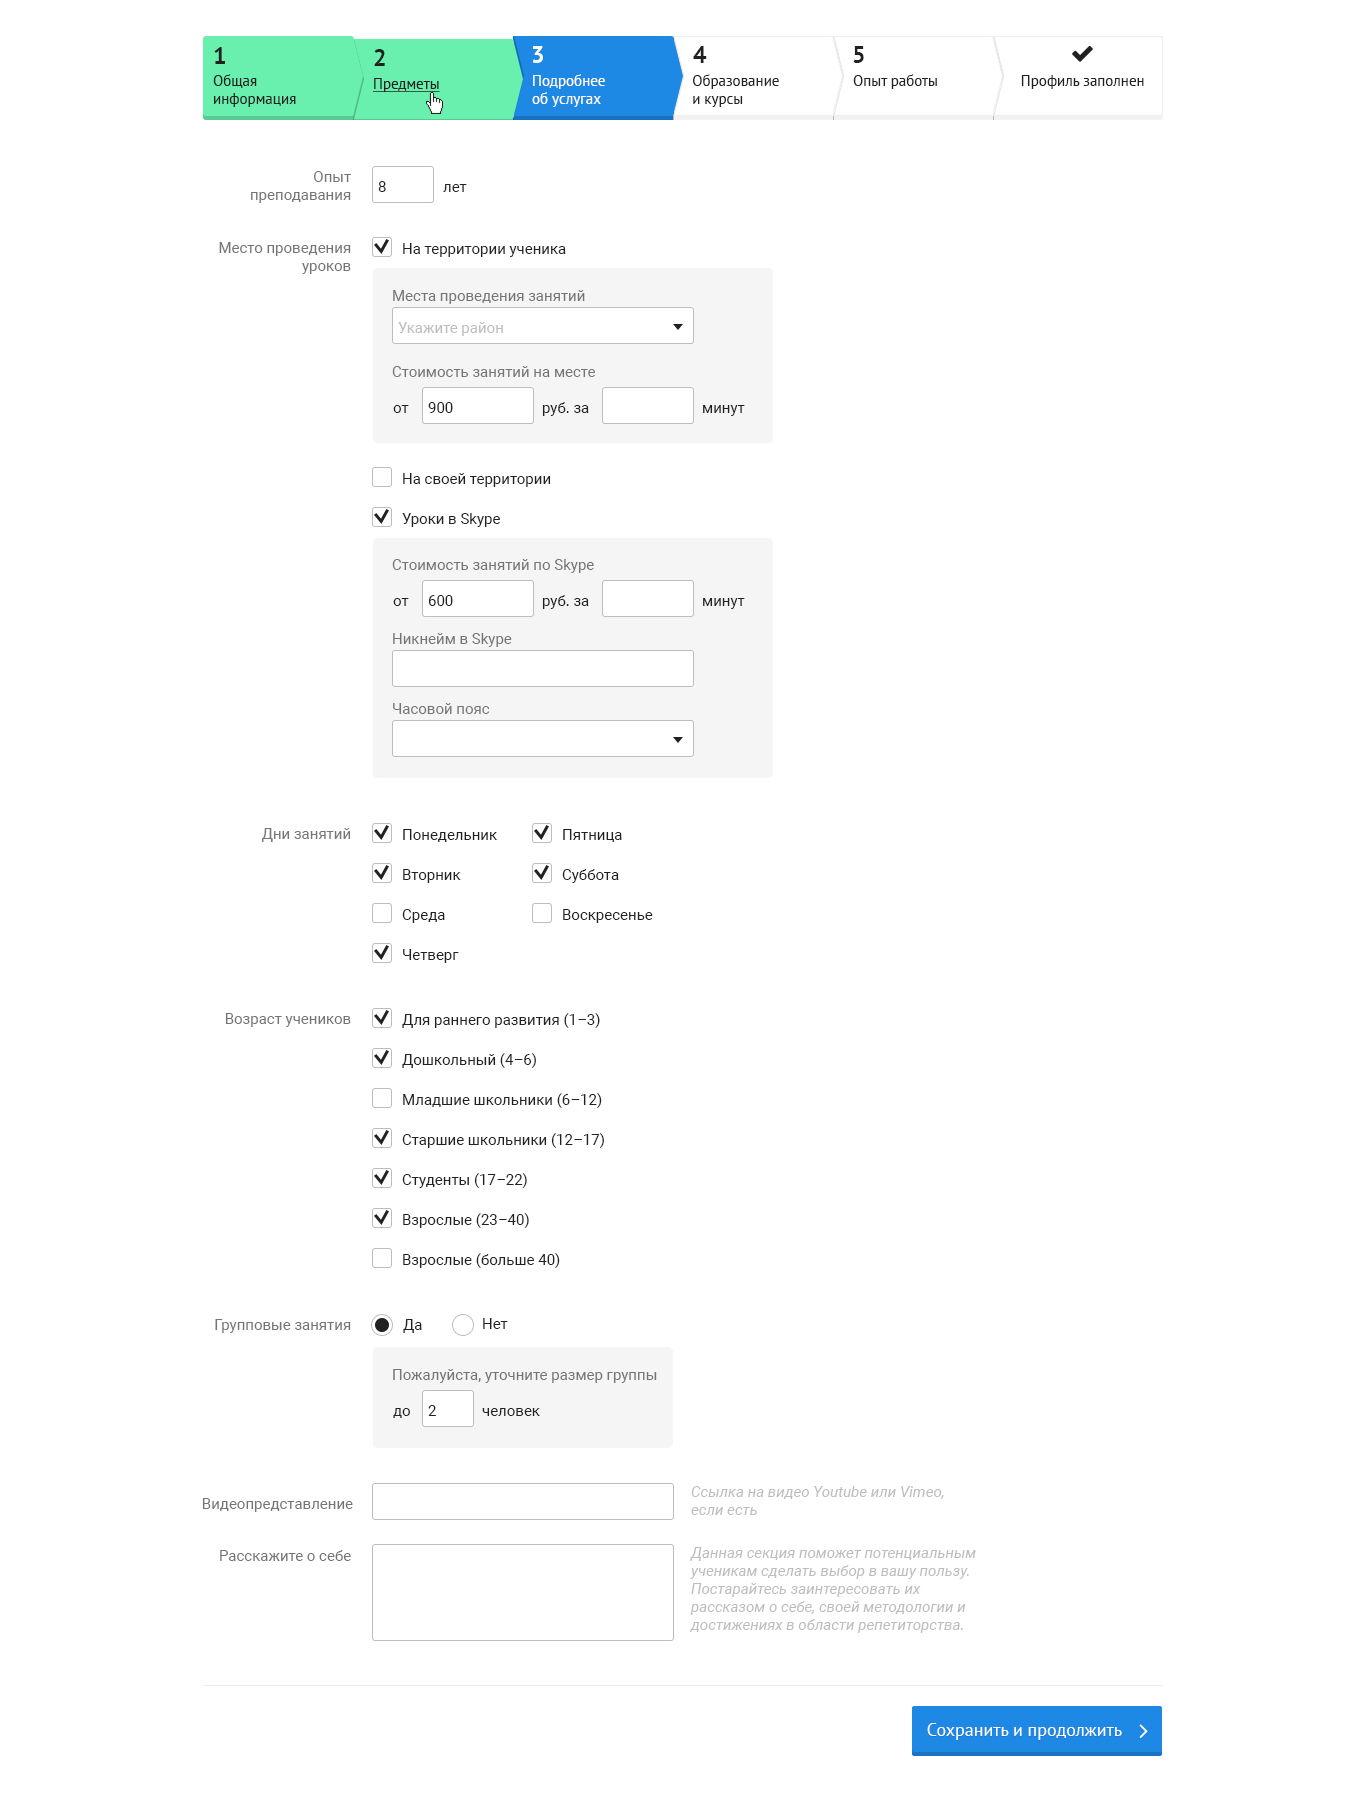 1
Общая
информация
2
Предметы
3
Подробнее
об услугах
4
Образование
и курсы
5
Опыт работы
Профиль заполнен
Опыт
преподавания
8 лет
Место проведения
уроков
На территории ученика
Места проведения занятий
Укажите район
Стоимость занятий на месте
от 900 руб. за минут
На своей территории
Уроки в Skype
Стоимость занятий по Skype
от 600 руб. за минут
Никнейм в Skype
Часовой пояс
Дни занятий
Понедельник Пятница
Вторник Суббота
Среда Воскресенье
Четверг
Возраст учеников
Для раннего развития (1–3)
Дошкольный (4–6)
Младшие школьники (6–12)
Старшие школьники (12–17)
Студенты (17–22)
Взрослые (23–40)
Взрослые (больше 40)
Групповые занятия
Да Нет
Пожалуйста, уточните размер группы
до 2 человек
Видеопредставление
Ссылка на видео Youtube или Vimeo,
если есть
Расскажите о себе
Данная секция поможет потенциальным
ученикам сделать выбор в вашу пользу.
Постарайтесь заинтересовать их
рассказом о себе, своей методологии и
достижениях в области репетиторства.
Сохранить и продолжить